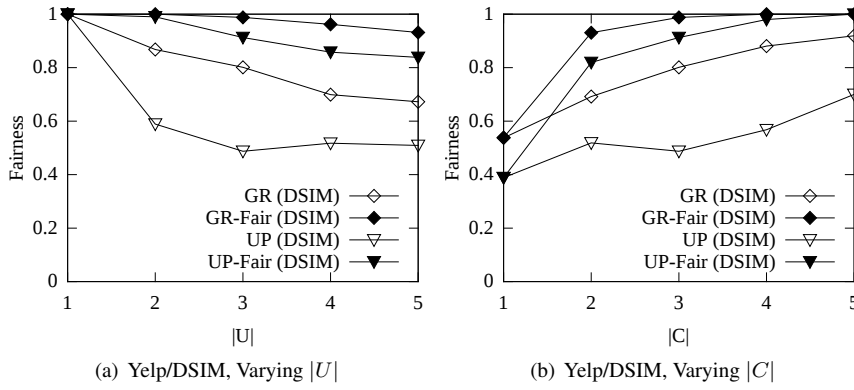 1
0.8
0.6
0.4
0.2
0
Fairness
GR (DSIM)
GR-Fair (DSIM)
UP (DSIM)
UP-Fair (DSIM)
1 2 3 4 5
|U|
(a) Yelp/DSIM, Varying |U|
1
0.8
0.6
0.4
0.2
0
Fairness
GR (DSIM)
GR-Fair (DSIM)
UP (DSIM)
UP-Fair (DSIM)
1 2 3 4 5
|C|
(b) Yelp/DSIM, Varying |C|